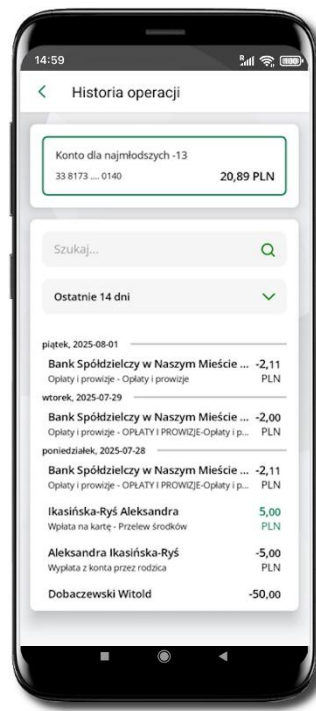 14:59
R
100
Historia operacji
Konto dla najmłodszych -13
33 8173 .... 0140
20,89 PLN
Szukaj...
Ostatnie 14 dni
piątek, 2025-08-01
Bank Spółdzielczy w Naszym Mieście ... -2,11
Opłaty i prowizje - Opłaty i prowizje PLN
wtorek, 2025-07-29
Bank Spółdzielczy w Naszym Mieście ... -2,00
Opłaty i prowizje - OPŁATY I PROWIZJE-Opłaty i p... PLN
poniedziałek, 2025-07-28
Bank Spółdzielczy w Naszym Mieście ... -2,11
Opłaty i prowizje - OPŁATY I PROWIZJE-Opłaty i p... PLN
Ikasińska-Ryś Aleksandra 5,00
Wpłata na kartę - Przelew środków PLN
Aleksandra Ikasińska-Ryś -5,00
Wypłata z konta przez rodzica PLN
Dobaczewski Witold -50,00